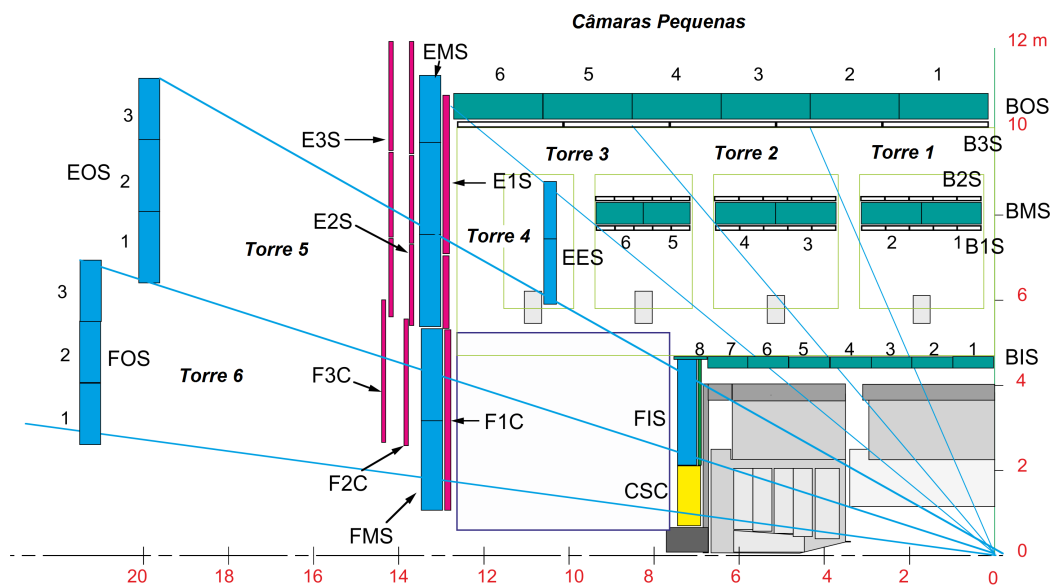 Câmaras Pequenas
12 m
EMS
6 5 4 3 2 1
BOS
10
3
E3S
Torre 3 Torre 2 Torre 1
B3S
EOS
2
E1S
B2S
E2S
BMS
1
Torre 5
Torre 4
6 5
4 3
2 1
B1S
EES
3
6
FOS
2
8 7 6 5 4 3 2 1
BIS
Torre 6
F3C
4
1
F1C
FIS
F2C
CSC
2
FMS
0
20 18 16 14 12 10 8 6 4 2 0